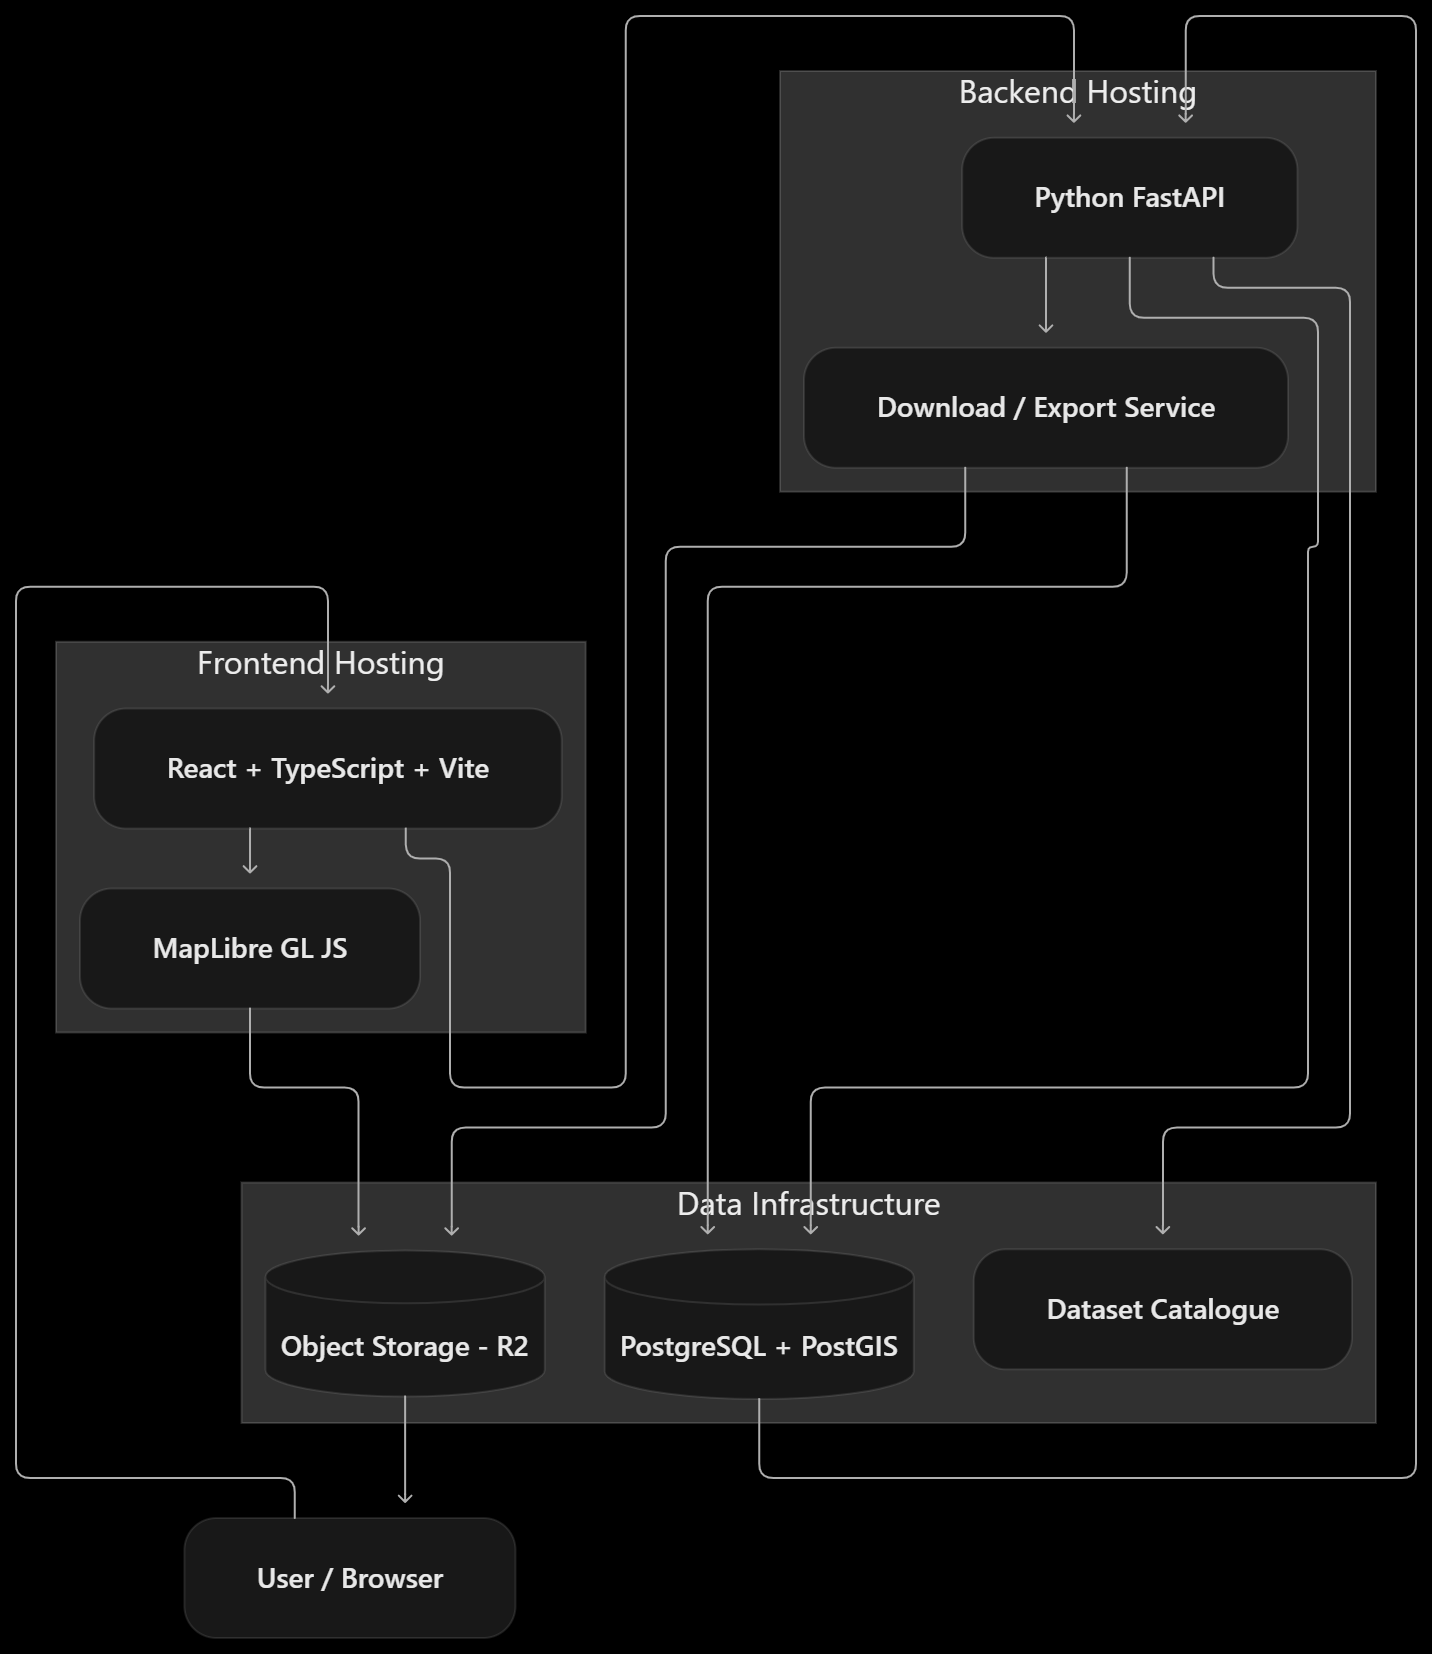 Backend Hosting
Python FastAPI
Download / Export Service
Frontend Hosting
React + TypeScript + Vite
MapLibre GL JS
Data Infrastructure
Object Storage - R2
PostgreSQL + PostGIS
Dataset Catalogue
User / Browser